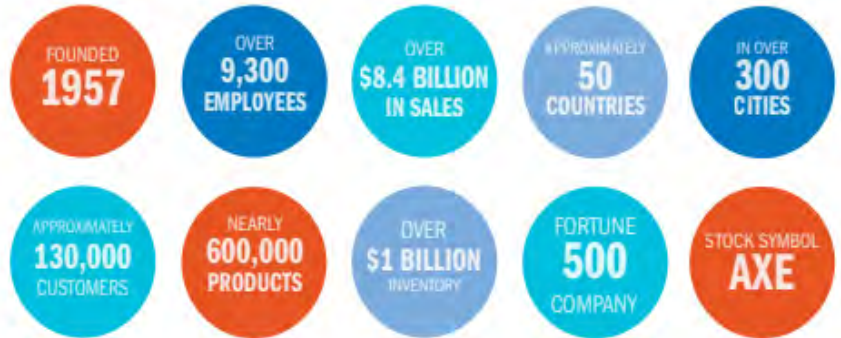 FOUNDED
1957
OVER
9,300
EMPLOYEES
OVER
$8.4 BILLION
IN SALES
APPROXIMATELY
50
COUNTRIES
IN OVER
300
CITIES
APPROXIMATELY
130,000
CUSTOMERS
NEARLY
600,000
PRODUCTS
OVER
$1 BILLION
INVENTORY
FORTUNE
500
COMPANY
STOCK SYMBOL
AXE